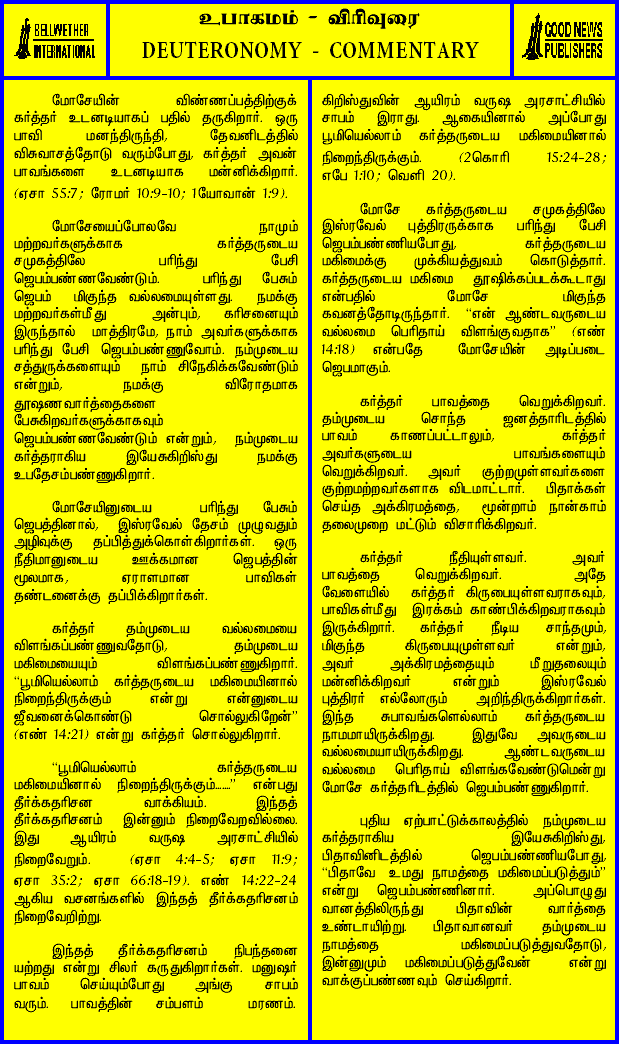 BELLWETHER
INTERNATIONAL
உபாகமம் - விரிவுரை
DEUTERONOMY - COMMENTARY
GOOD NEWS
PUBLISHERS
மோசேயின் விண்ணப்பத்திற்குக்
கர்த்தர் உடனடியாகப் பதில் தருகிறார். ஒரு
பாவி மனந்திருந்தி, தேவனிடத்தில்
விசுவாசத்தோடு வரும்போது, கர்த்தர் அவன்
பாவங்களை உடனடியாக மன்னிக்கிறார்.
(ஏசா 55:7; ரோமர் 10:9-10; 1யோவான் 1:9).
மோசேயைப்போலவே நாமும்
மற்றவர்களுக்காக கர்த்தருடைய
சமுகத்திலே பரிந்து பேசி
ஜெபம்பண்ணவேண்டும். பரிந்து பேசும்
ஜெபம் மிகுந்த வல்லமையுள்ளது. நமக்கு
மற்றவர்கள்மீது அன்பும், கரிசனையும்
இருந்தால் மாத்திரமே, நாம் அவர்களுக்காக
பரிந்து பேசி ஜெபம்பண்ணுவோம். நம்முடைய
சத்துருக்களையும் நாம் சிநேகிக்கவேண்டும்
என்றும், நமக்கு விரோதமாக
தூஷணவார்த்தைகளை
பேசுகிறவர்களுக்காகவும்
ஜெபம்பண்ணவேண்டும் என்றும், நம்முடைய
கர்த்தராகிய இயேசுகிறிஸ்து நமக்கு
உபதேசம்பண்ணுகிறார்.
மோசேயினுடைய பரிந்து பேசும்
ஜெபத்தினால், இஸ்ரவேல் தேசம் முழுவதும்
அழிவுக்கு தப்பித்துக்கொள்கிறார்கள். ஒரு
நீதிமானுடைய ஊக்கமான ஜெபத்தின்
மூலமாக, ஏராளமான பாவிகள்
தண்டனைக்கு தப்பிக்கிறார்கள்.
கர்த்தர் தம்முடைய வல்லமையை
விளங்கப்பண்ணுவதோடு, தம்முடைய
மகிமையையும் விளங்கப்பண்ணுகிறார்.
“பூமியெல்லாம் கர்த்தருடைய மகிமையினால்
நிறைந்திருக்கும் என்று என்னுடைய
ஜீவனைக்கொண்டு சொல்லுகிறேன்”
(எண் 14:21) என்று கர்த்தர் சொல்லுகிறார்.
“பூமியெல்லாம் கர்த்தருடைய
மகிமையினால் நிறைந்திருக்கும்......” என்பது
தீர்க்கதரிசன வாக்கியம். இந்தத்
தீர்க்கதரிசனம் இன்னும் நிறைவேறவில்லை.
இது ஆயிரம் வருஷ அரசாட்சியில்
நிறைவேறும். (ஏசா 4:4-5; ஏசா 11:9;
ஏசா 35:2; ஏசா 66:18-19). எண் 14:22-24
ஆகிய வசனங்களில் இந்தத் தீர்க்கதரிசனம்
நிறைவேறிற்று.
இந்தத் தீர்க்கதரிசனம் நிபந்தனை
யற்றது என்று சிலர் கருதுகிறார்கள். மனுஷர்
பாவம் செய்யும்போது அங்கு சாபம்
வரும். பாவத்தின் சம்பளம் மரணம்.
கிறிஸ்துவின் ஆயிரம் வருஷ அரசாட்சியில்
சாபம் இராது. ஆகையினால் அப்போது
பூமியெல்லாம் கர்த்தருடைய மகிமையினால்
நிறைந்திருக்கும். (2கொரி 15:24-28;
எபே 1:10; வெளி 20).
மோசே கர்த்தருடைய சமுகத்திலே
இஸ்ரவேல் புத்திரருக்காக பரிந்து பேசி
ஜெபம்பண்ணியபோது, கர்த்தருடைய
மகிமைக்கு முக்கியத்துவம் கொடுத்தார்.
கர்த்தருடைய மகிமை தூஷிக்கப்படக்கூடாது
என்பதில் மோசே மிகுந்த
கவனத்தோடிருந்தார். “என் ஆண்டவருடைய
வல்லமை பெரிதாய் விளங்குவதாக” (எண்
14:18) என்பதே மோசேயின் அடிப்படை
ஜெபமாகும்.
கர்த்தர் பாவத்தை வெறுக்கிறவர்.
தம்முடைய சொந்த ஜனத்தாரிடத்தில்
பாவம் காணப்பட்டாலும், கர்த்தர்
அவர்களுடைய பாவங்களையும்
வெறுக்கிறவர். அவர் குற்றமுள்ளவர்களை
குற்றமற்றவர்களாக விடமாட்டார். பிதாக்கள்
செய்த அக்கிரமத்தை, மூன்றாம் நான்காம்
தலைமுறை மட்டும் விசாரிக்கிறவர்.
கர்த்தர் நீதியுள்ளவர். அவர்
பாவத்தை வெறுக்கிறவர். அதே
வேளையில் கர்த்தர் கிருபையுள்ளவராகவும்,
பாவிகள்மீது இரக்கம் காண்பிக்கிறவராகவும்
இருக்கிறார். கர்த்தர் நீடிய சாந்தமும்,
மிகுந்த கிருபையுமுள்ளவர் என்றும்,
அவர் அக்கிரமத்தையும் மீறுதலையும்
மன்னிக்கிறவர் என்றும் இஸ்ரவேல்
புத்திரர் எல்லோரும் அறிந்திருக்கிறார்கள்.
இந்த சுபாவங்களெல்லாம் கர்த்தருடைய
நாமமாயிருக்கிறது. இதுவே அவருடைய
வல்லமையாயிருக்கிறது. ஆண்டவருடைய
வல்லமை பெரிதாய் விளங்கவேண்டுமென்று
மோசே கர்த்தரிடத்தில் ஜெபம்பண்ணுகிறார்.
புதிய ஏற்பாட்டுக்காலத்தில் நம்முடைய
கர்த்தராகிய இயேசுகிறிஸ்து,
பிதாவினிடத்தில் ஜெபம்பண்ணியபோது,
“பிதாவே உமது நாமத்தை மகிமைப்படுத்தும்”
என்று ஜெபம்பண்ணினார். அப்பொழுது
வானத்திலிருந்து பிதாவின் வார்த்தை
உண்டாயிற்று. பிதாவானவர் தம்முடைய
நாமத்தை மகிமைப்படுத்துவதோடு,
இன்னுமும் மகிமைப்படுத்துவேன் என்று
வாக்குப்பண்ணவும் செய்கிறார்.